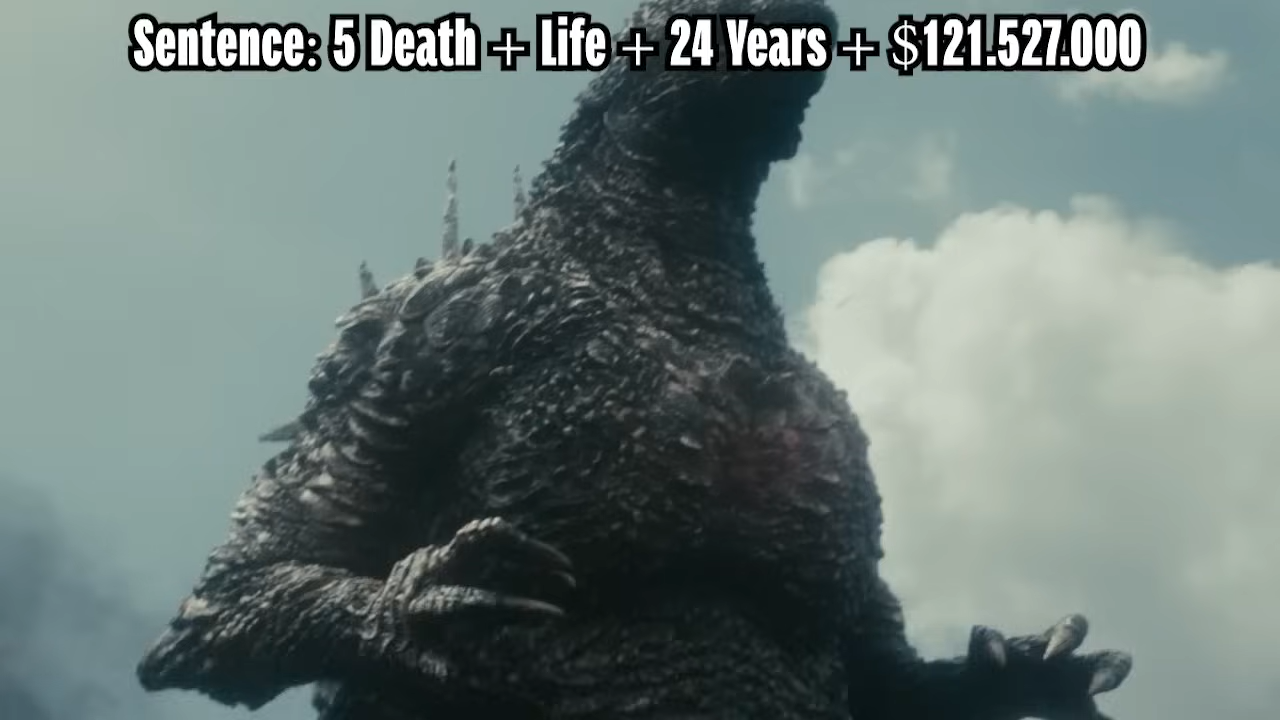 Sentence: 5 Death + Life + 24 Years + $121.527.000